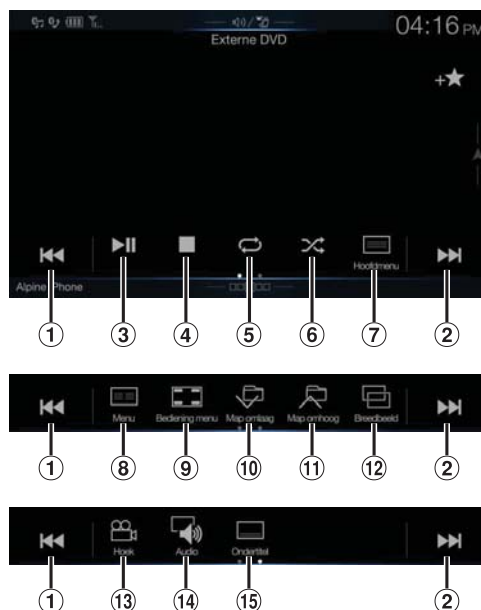 04:16 PM
Externe DVD
+★
Hoofdmenu
Alpine Phone
① ③ ④ ⑤ ⑥ ⑦ ②
Menu Bediening menu Map omlaag Map omhoog Breedbeeld
① ⑧ ⑨ ⑩ ⑪ ⑫ ②
Hoek Audio Ondertitel
① ⑬ ⑭ ⑮ ②